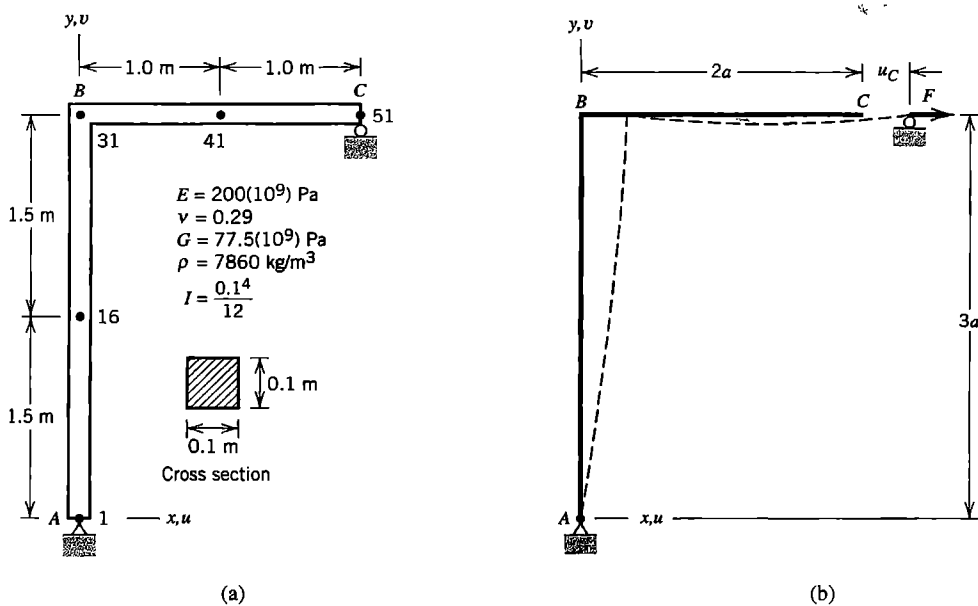 y,v
1.0 m
1.0 m
B
C
31
41
51
1.5 m
E = 200(10⁹) Pa
ν = 0.29
G = 77.5(10⁹) Pa
ρ = 7860 kg/m³
I = 0.1⁴/12
16
1.5 m
0.1 m
0.1 m
Cross section
A
1
x,u
(a)
y,v
2a
u_C
B
C
F
3a
A
x,u
(b)